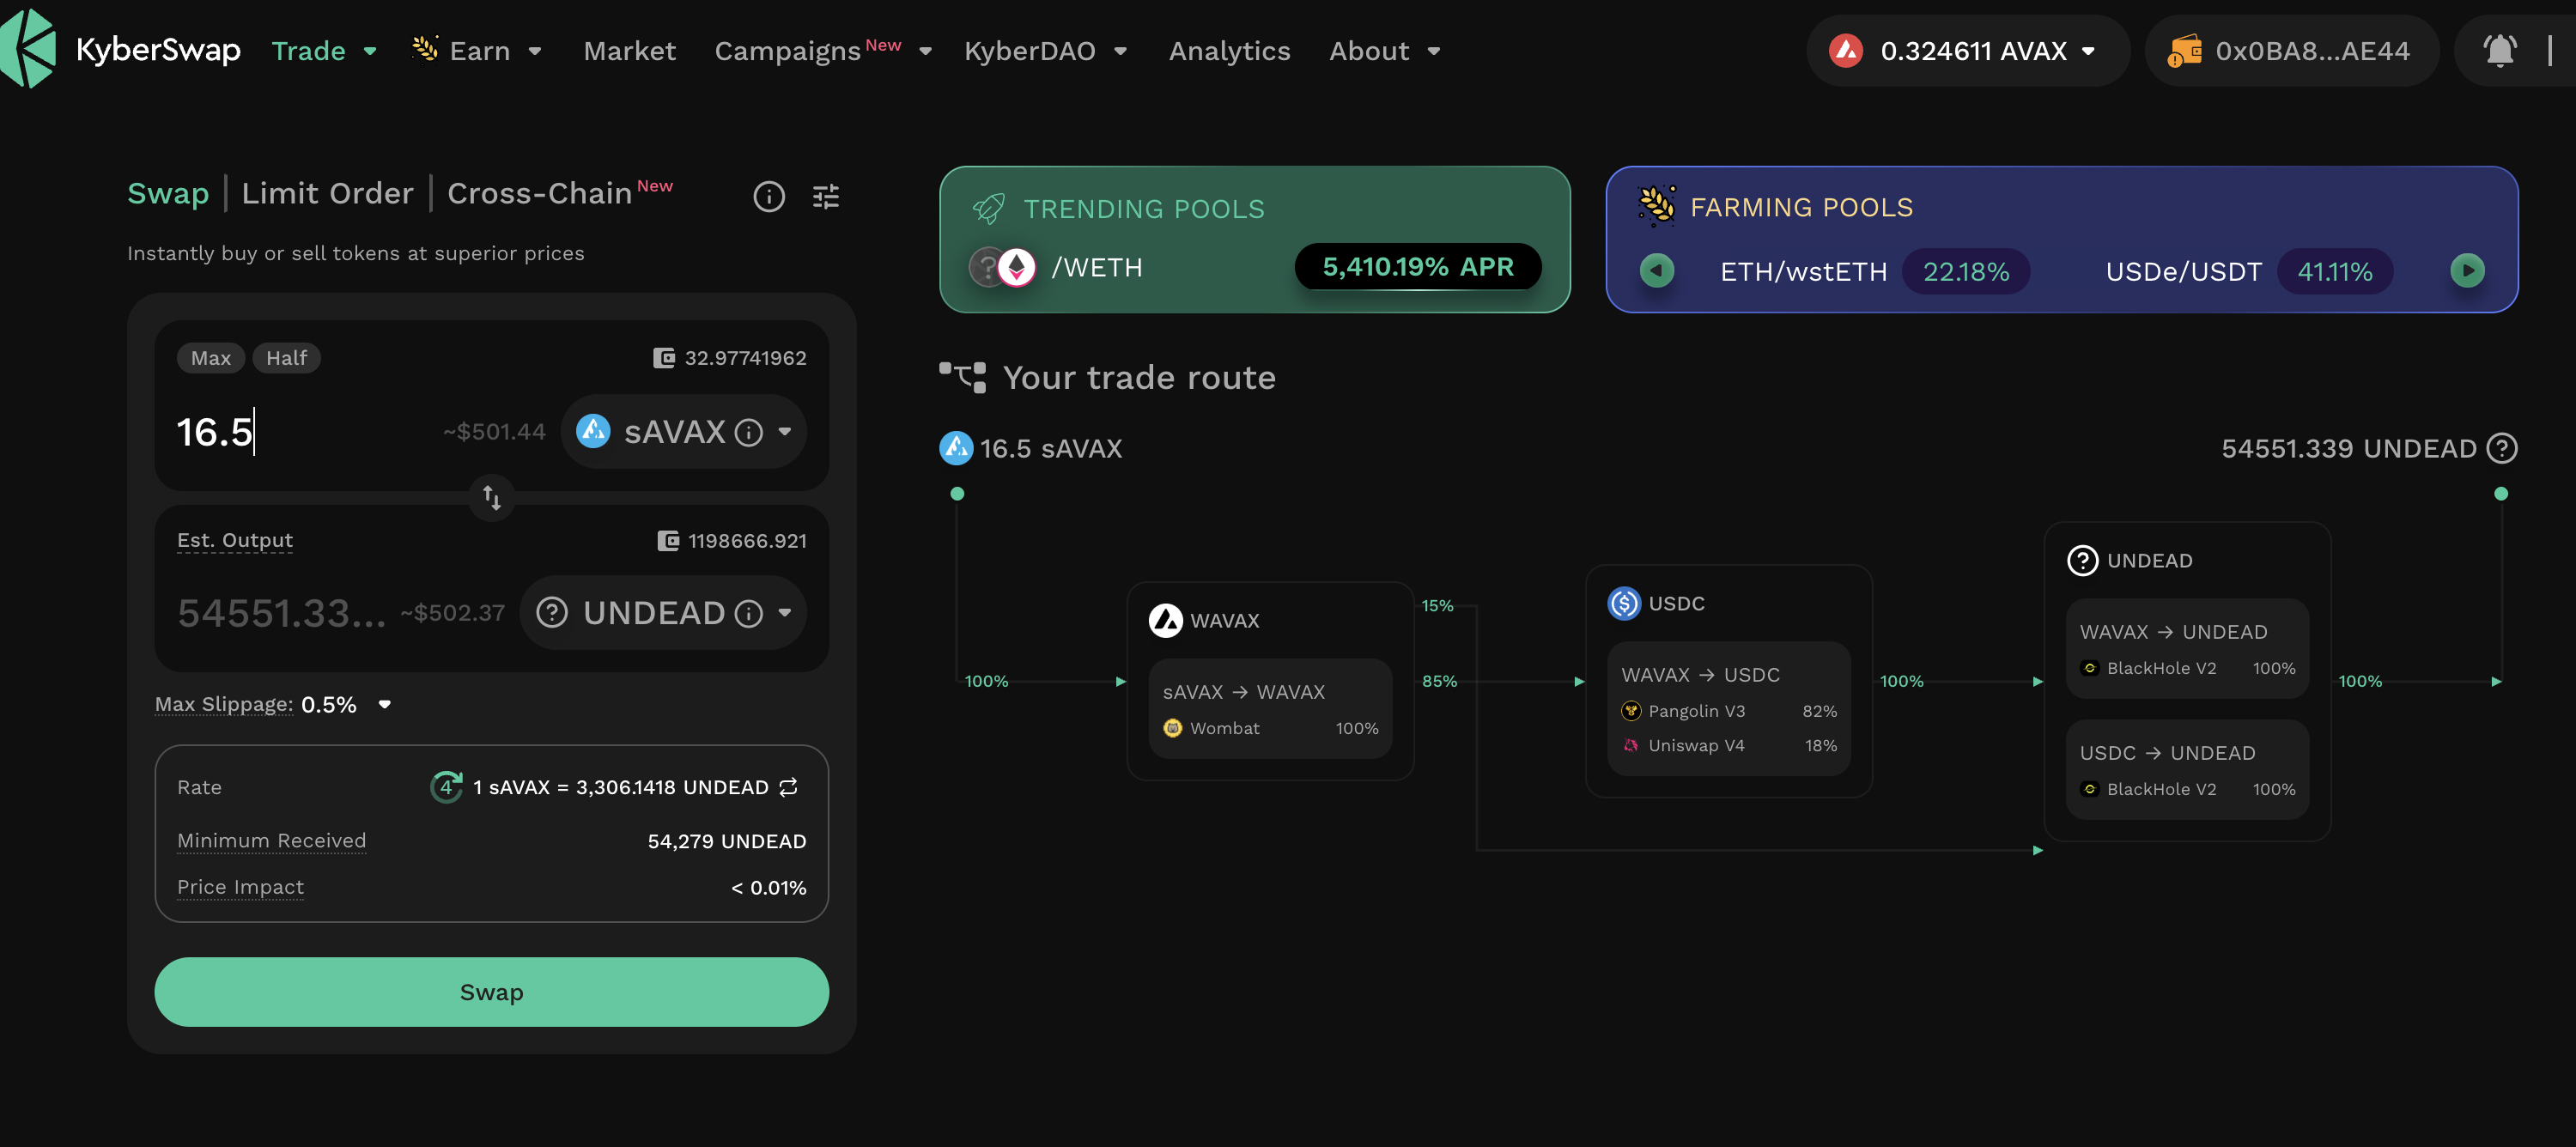 KyberSwap Trade Earn Market Campaigns New KyberDAO Analytics About 0.324611 AVAX 0x0BA8...AE44
Swap | Limit Order | Cross-Chain New
Instantly buy or sell tokens at superior prices
Max Half 32.97741962
16.5 ~$501.44 sAVAX
Est. Output 1198666.921
54551.33... ~$502.37 UNDEAD
Max Slippage: 0.5%
Rate 4 1 sAVAX = 3,306.1418 UNDEAD
Minimum Received 54,279 UNDEAD
Price Impact < 0.01%
Swap
TRENDING POOLS
/WETH 5,410.19% APR
FARMING POOLS
ETH/wstETH 22.18% USDe/USDT 41.11%
Your trade route
16.5 sAVAX 54551.339 UNDEAD
100%
WAVAX
sAVAX → WAVAX
Wombat 100%
15%
85%
USDC
WAVAX → USDC
Pangolin V3 82%
Uniswap V4 18%
100%
UNDEAD
WAVAX → UNDEAD
BlackHole V2 100%
USDC → UNDEAD
BlackHole V2 100%
100%